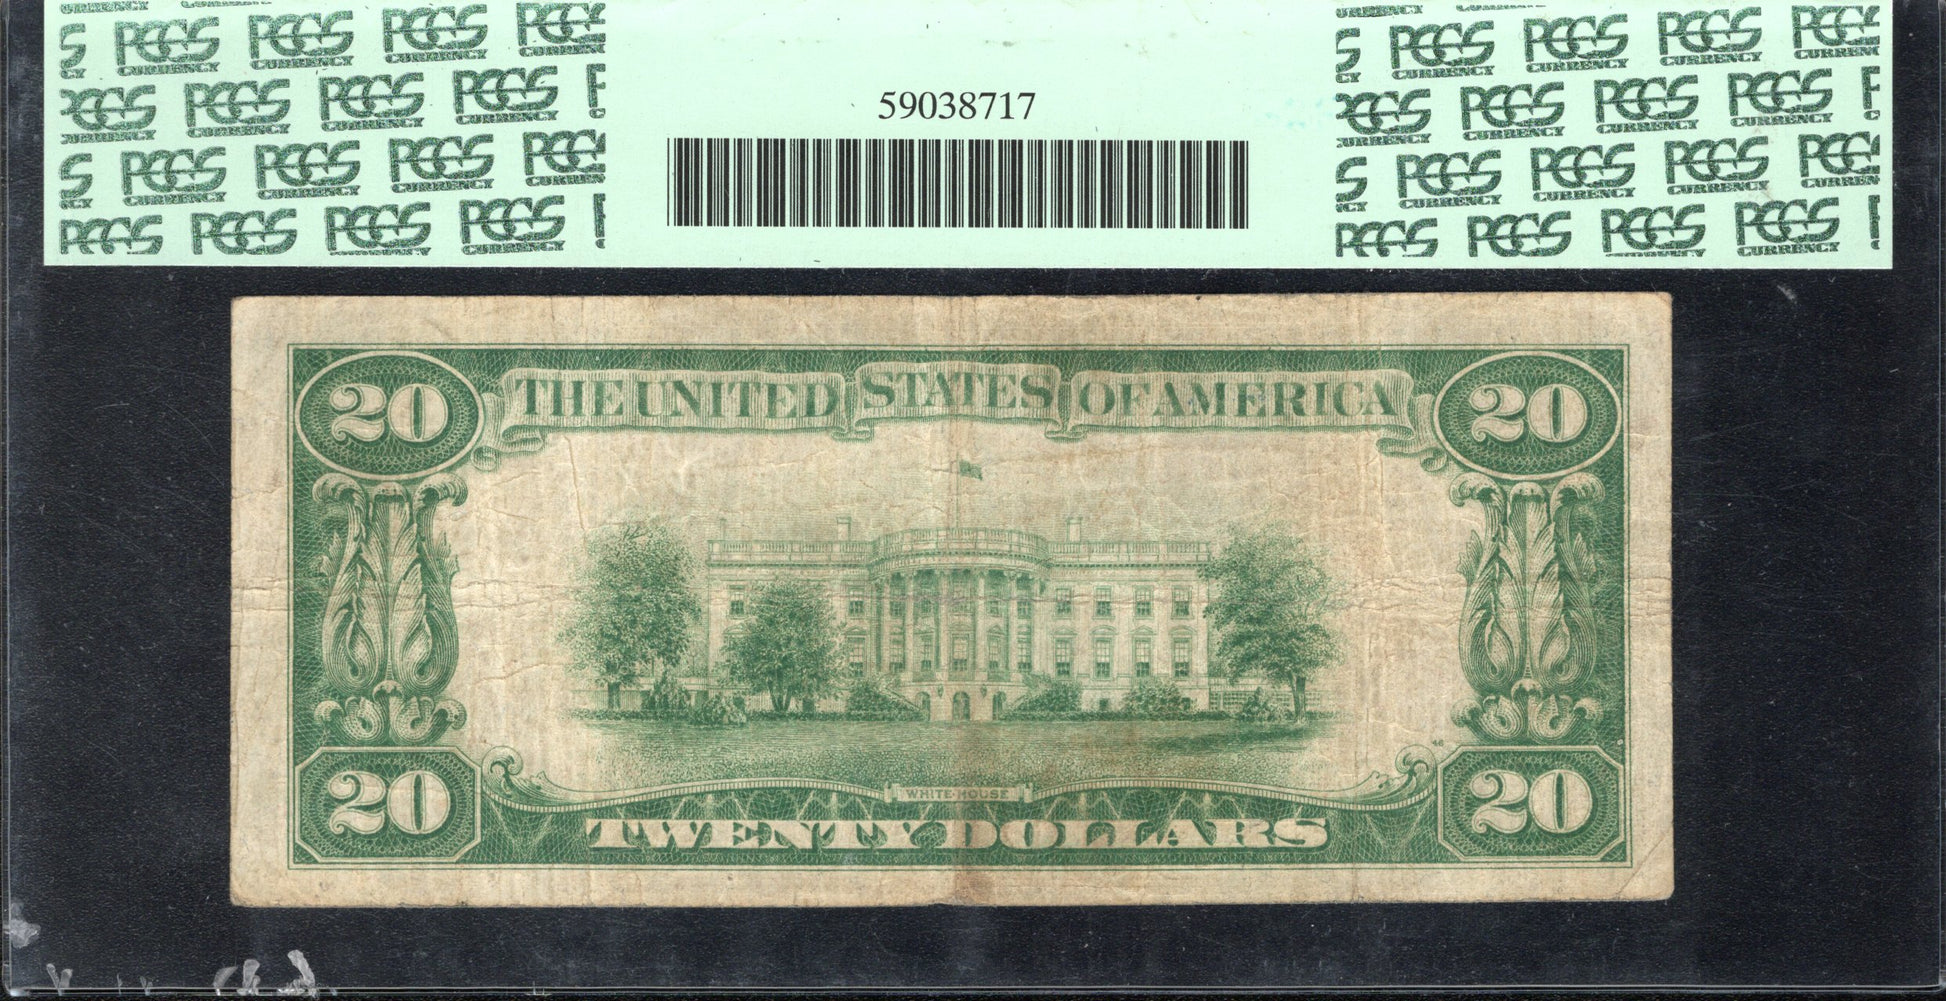 PCGS CURRENCY
59038717
20 THE UNITED STATES OF AMERICA 20
WHITE HOUSE
20 TWENTY DOLLARS 20